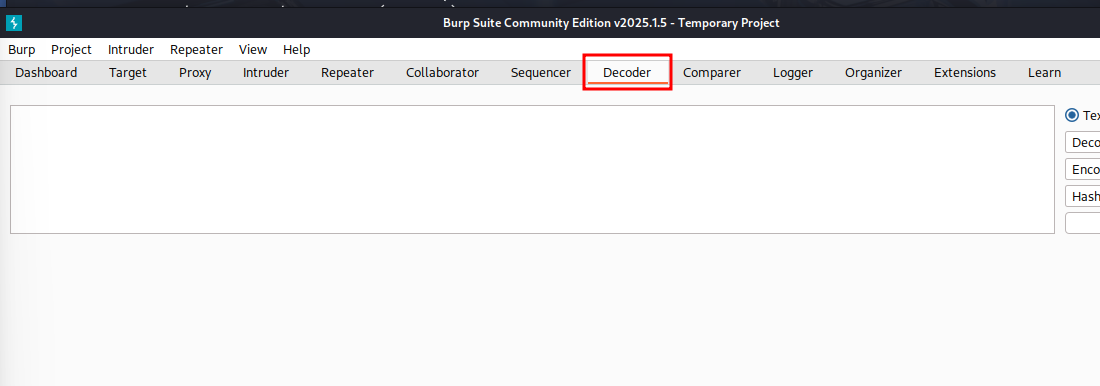 Burp Suite Community Edition v2025.1.5 - Temporary Project
Burp Project Intruder Repeater View Help
Dashboard Target Proxy Intruder Repeater Collaborator Sequencer Decoder Comparer Logger Organizer Extensions Learn
Tex
Deco
Enco
Hash